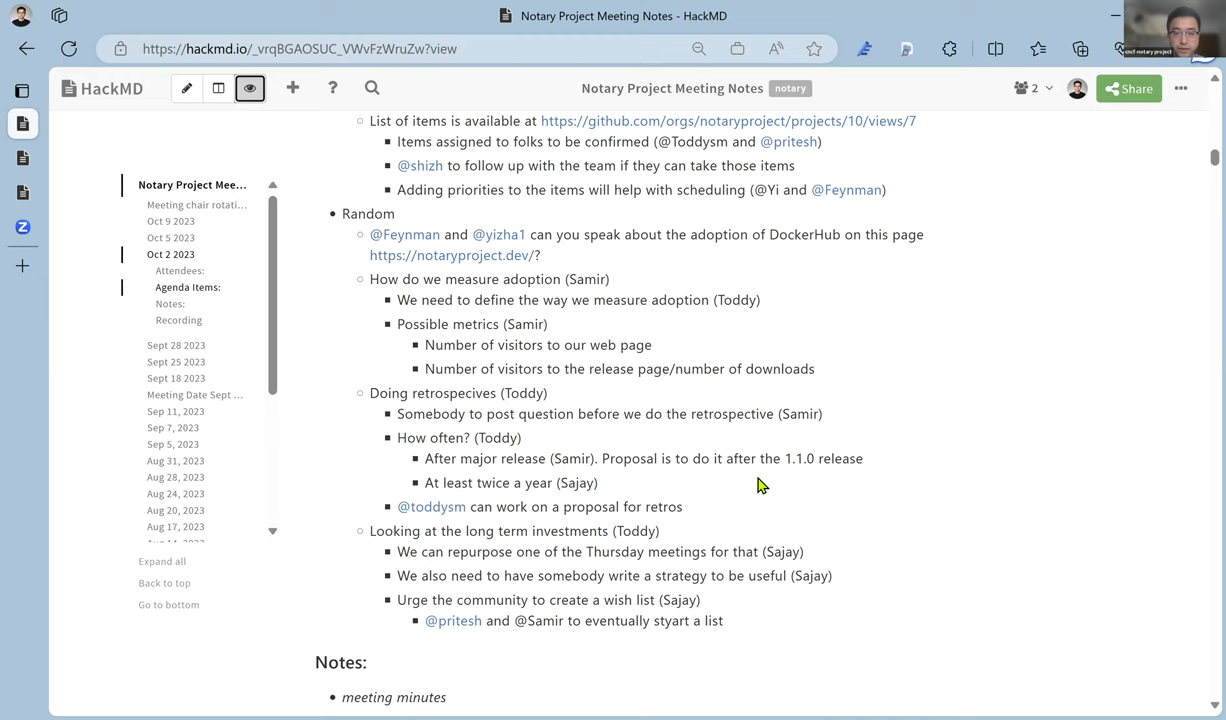 Notary Project Meeting Notes - HackMD
https://hackmd.io/_vrqBGAOSUC_VWvFzWruZw?view
cncf-notary project
HackMD
Notary Project Meeting Notes
notary
2
Share
Notary Project Mee...
Meeting chair rotati...
Oct 9 2023
Oct 5 2023
Oct 2 2023
Attendees:
Agenda Items:
Notes:
Recording
Sept 28 2023
Sept 25 2023
Sept 18 2023
Meeting Date Sept ...
Sep 11, 2023
Sep 7, 2023
Sep 5, 2023
Aug 31, 2023
Aug 28, 2023
Aug 24, 2023
Aug 20, 2023
Aug 17, 2023
Aug 14, 2023
Expand all
Back to top
Go to bottom
List of items is available at https://github.com/orgs/notaryproject/projects/10/views/7
Items assigned to folks to be confirmed (@Toddysm and @pritesh)
@shizh to follow up with the team if they can take those items
Adding priorities to the items will help with scheduling (@Yi and @Feynman)
Random
@Feynman and @yizha1 can you speak about the adoption of DockerHub on this page
https://notaryproject.dev/?
How do we measure adoption (Samir)
We need to define the way we measure adoption (Toddy)
Possible metrics (Samir)
Number of visitors to our web page
Number of visitors to the release page/number of downloads
Doing retrospecives (Toddy)
Somebody to post question before we do the retrospective (Samir)
How often? (Toddy)
After major release (Samir). Proposal is to do it after the 1.1.0 release
At least twice a year (Sajay)
@toddysm can work on a proposal for retros
Looking at the long term investments (Toddy)
We can repurpose one of the Thursday meetings for that (Sajay)
We also need to have somebody write a strategy to be useful (Sajay)
Urge the community to create a wish list (Sajay)
@pritesh and @Samir to eventually styart a list
Notes:
meeting minutes